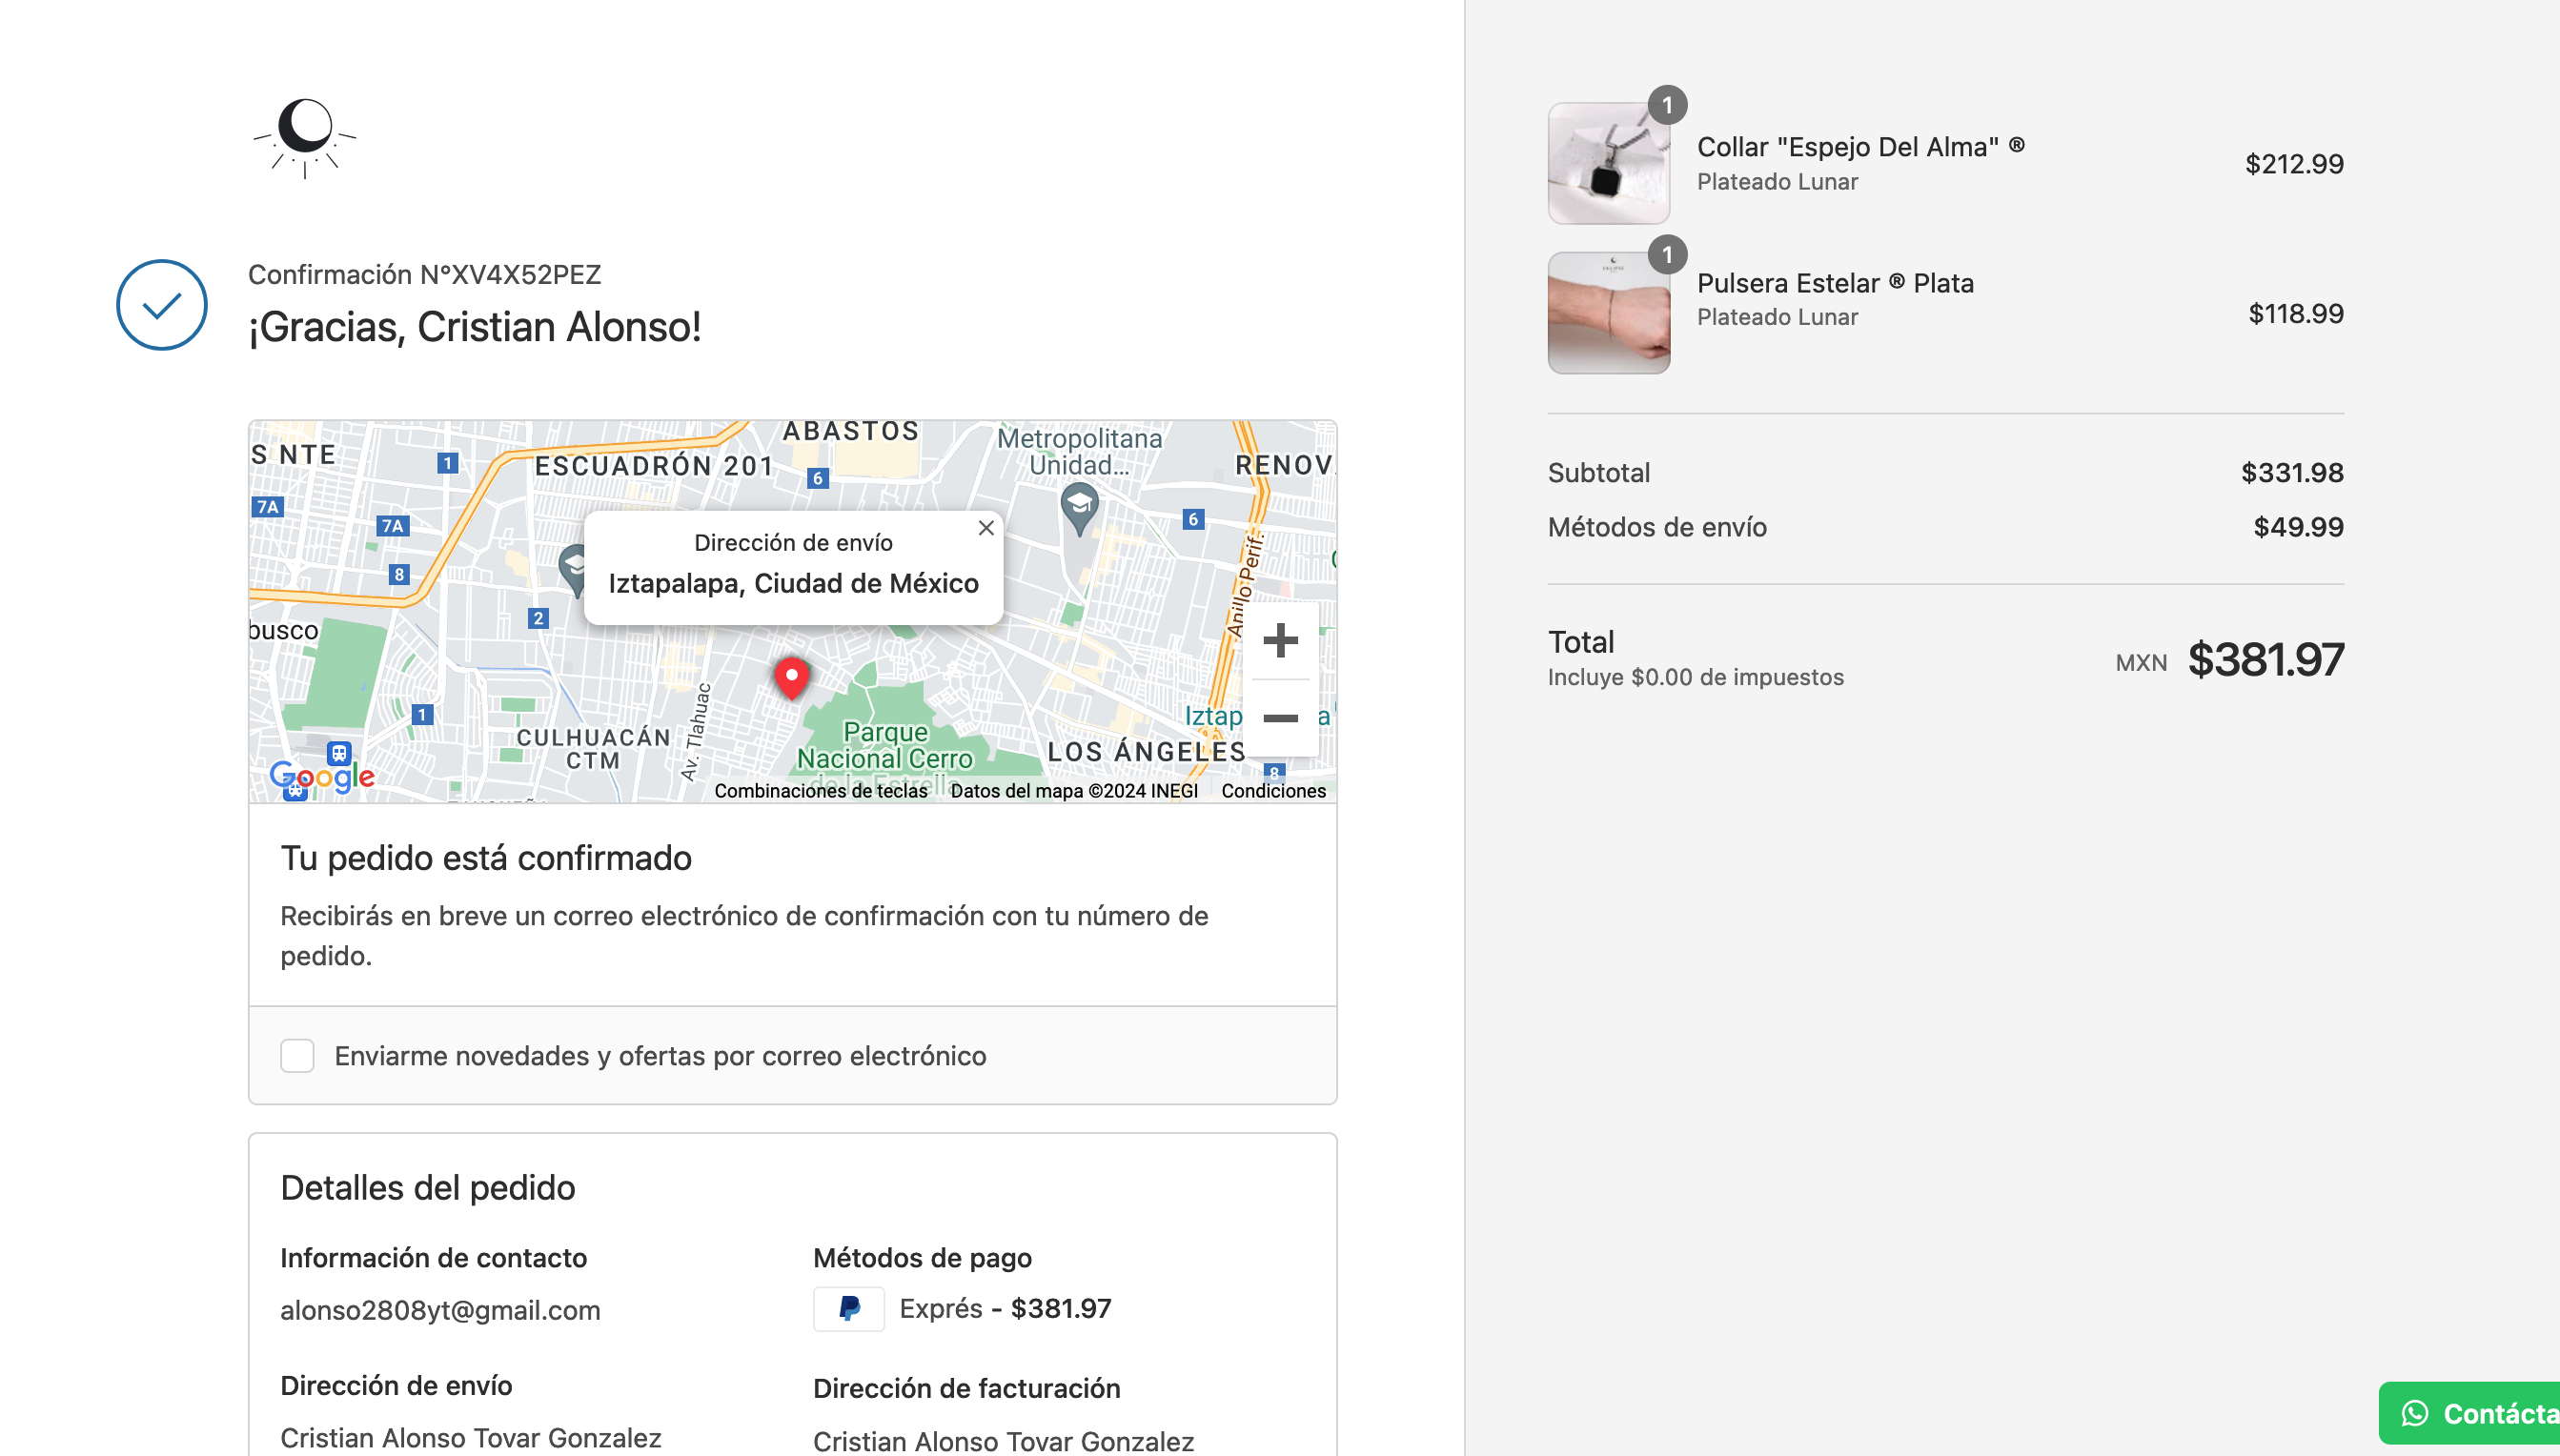 Confirmación N°XV4X52PEZ
¡Gracias, Cristian Alonso!
S NTE
1
ESCUADRÓN 201
ABASTOS
6
Metropolitana
Unidad...
RENOV
7A
7A
6
8
Dirección de envío
Iztapalapa, Ciudad de México
2
busco
Anillo Perif.
1
CULHUACÁN
CTM
Av. Tlahuac
Parque
Nacional Cerro
de la Estrella
Iztap
a
LOS ÁNGELES
8
Google
Combinaciones de teclas
Datos del mapa ©2024 INEGI
Condiciones
Tu pedido está confirmado
Recibirás en breve un correo electrónico de confirmación con tu número de
pedido.
Enviarme novedades y ofertas por correo electrónico
Detalles del pedido
Información de contacto
alonso2808yt@gmail.com
Métodos de pago
Exprés - $381.97
Dirección de envío
Cristian Alonso Tovar Gonzalez
Dirección de facturación
Cristian Alonso Tovar Gonzalez
1
Collar "Espejo Del Alma" ®
Plateado Lunar
$212.99
1
Pulsera Estelar ® Plata
Plateado Lunar
$118.99
Subtotal $331.98
Métodos de envío $49.99
Total
Incluye $0.00 de impuestos
MXN $381.97
Contácta